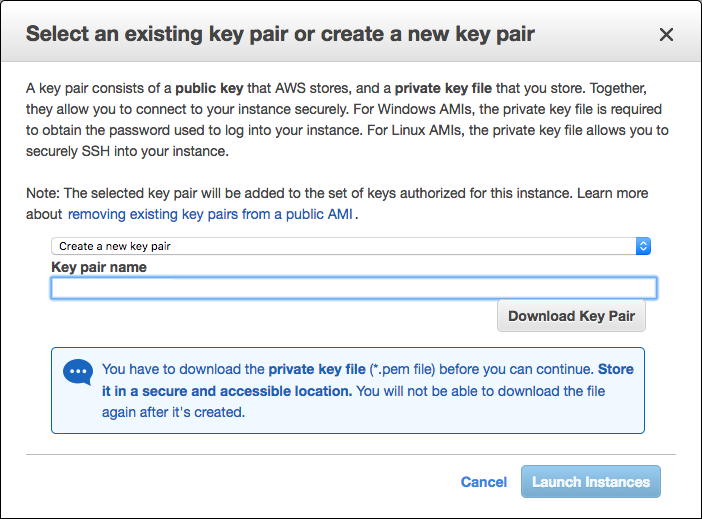 Select an existing key pair or create a new key pair
A key pair consists of a public key that AWS stores, and a private key file that you store. Together,
they allow you to connect to your instance securely. For Windows AMIs, the private key file is required
to obtain the password used to log into your instance. For Linux AMIs, the private key file allows you to
securely SSH into your instance.
Note: The selected key pair will be added to the set of keys authorized for this instance. Learn more
about removing existing key pairs from a public AMI .
Create a new key pair
Key pair name
Download Key Pair
You have to download the private key file (*.pem file) before you can continue. Store
it in a secure and accessible location. You will not be able to download the file
again after it's created.
Cancel
Launch Instances